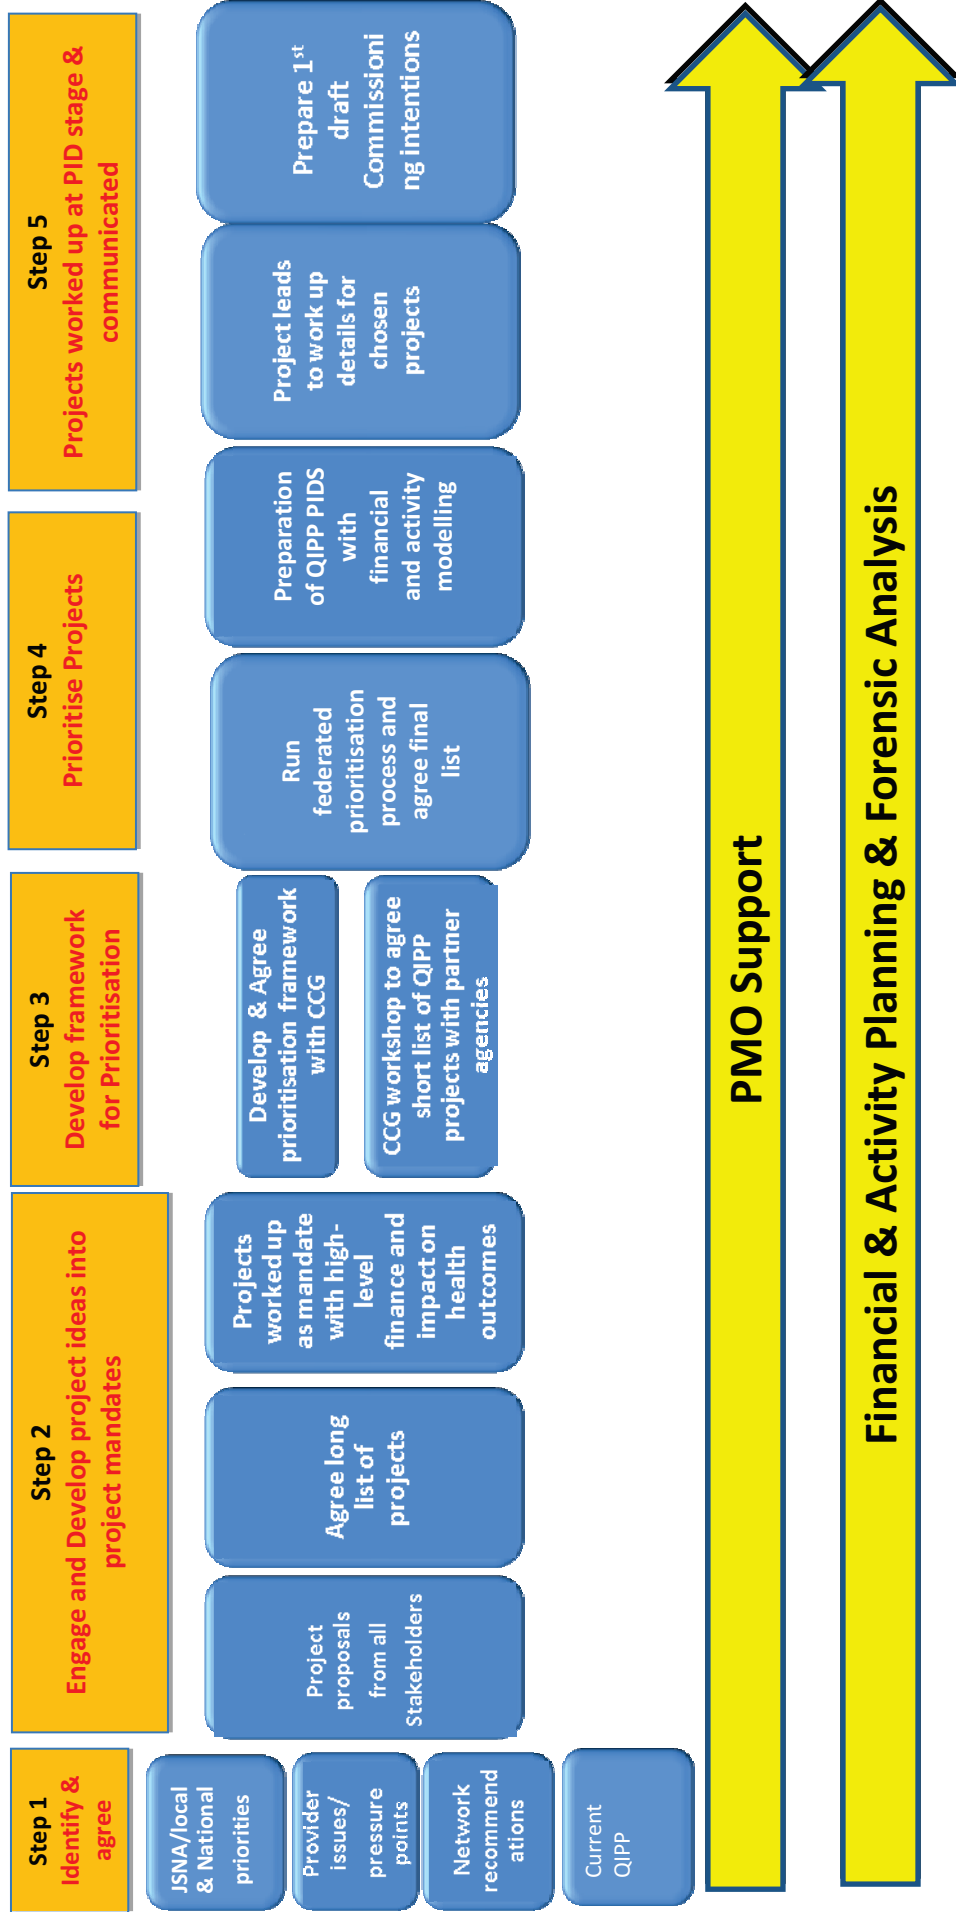 Step 1
Identify &
agree
JSNA/local
& National
priorities
Provider
issues/
pressure
points
Network
recommend
ations
Current
QIPP
Step 2
Engage and Develop project ideas into
project mandates
Project
proposals
from all
Stakeholders
Agree long
list of
projects
Projects
worked up
as mandate
with high-
level
finance and
impact on
health
outcomes
Step 3
Develop framework
for Prioritisation
Develop & Agree
prioritisation framework
with CCG
CCG workshop to agree
short list of QIPP
projects with partner
agencies
Step 4
Prioritise Projects
Run
federated
prioritisation
process and
agree final
list
Preparation
of QIPP PIDS
with
financial
and activity
modelling
Step 5
Projects worked up at PID stage &
communicated
Project leads
to work up
details for
chosen
projects
Prepare 1st
draft
Commissioni
ng intentions
PMO Support
Financial & Activity Planning & Forensic Analysis